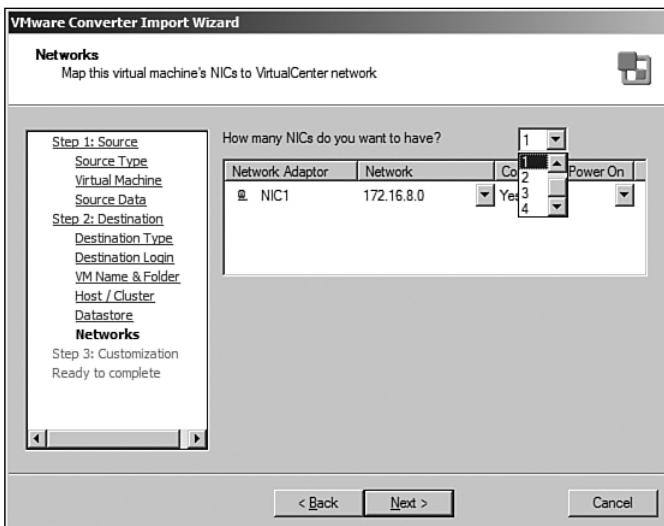 VMware Converter Import Wizard
Networks
Map this virtual machine's NICs to VirtualCenter network
Step 1: Source
Source Type
Virtual Machine
Source Data
Step 2: Destination
Destination Type
Destination Login
VM Name & Folder
Host / Cluster
Datastore
Networks
Step 3: Customization
Ready to complete
How many NICs do you want to have? 1
1
2
3
4
Network Adaptor Network Co Power On
NIC1 172.16.8.0 Yes
< Back Next > Cancel